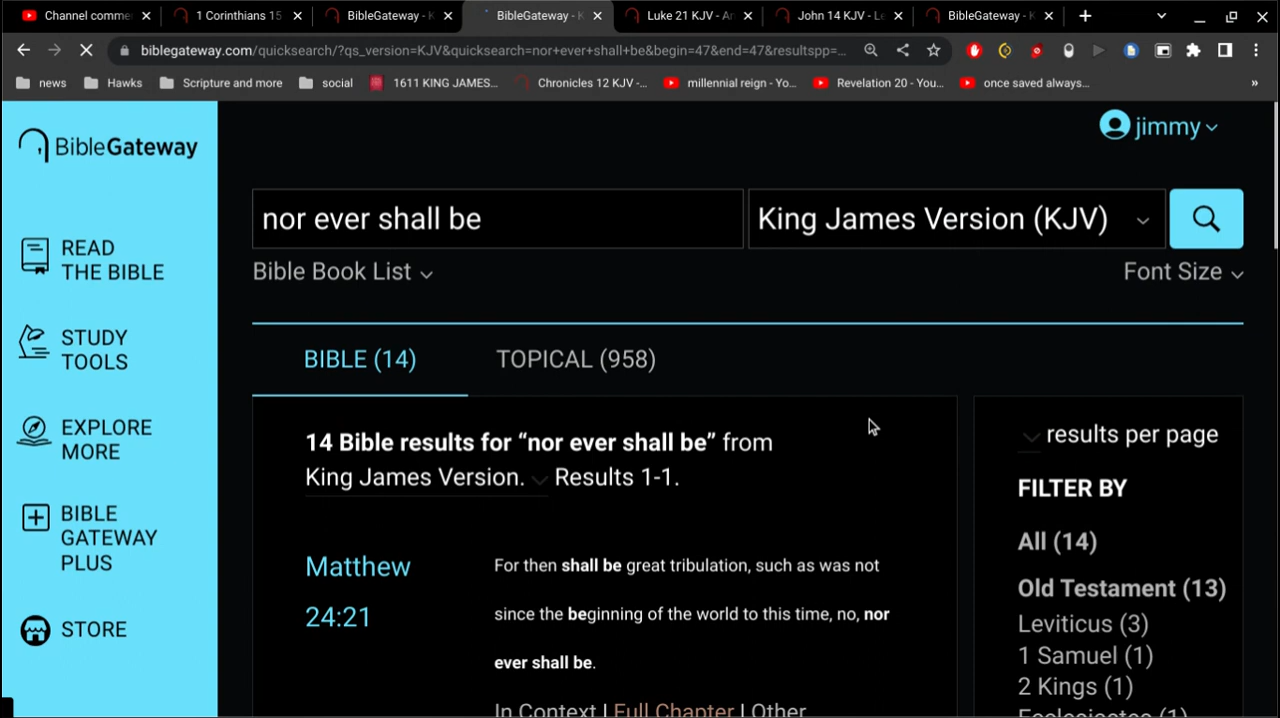 Channel comme
1 Corinthians 15
BibleGateway - K
BibleGateway - K
Luke 21 KJV - A
John 14 KJV - L
BibleGateway - K
biblegateway.com/quicksearch/?qs_version=KJV&quicksearch=nor+ever+shall+be&begin=47&end=47&resultspp=...
news
Hawks
Scripture and more
social
1611 KING JAMES...
Chronicles 12 KJV -...
millennial reign - Yo...
Revelation 20 - You...
once saved always...
»
BibleGateway
jimmy
nor ever shall be
King James Version (KJV)
Bible Book List
Font Size
READ
THE BIBLE
STUDY
TOOLS
EXPLORE
MORE
BIBLE
GATEWAY
PLUS
STORE
BIBLE (14)
TOPICAL (958)
14 Bible results for “nor ever shall be” from
King James Version. Results 1-1.
Matthew
24:21
For then shall be great tribulation, such as was not
since the beginning of the world to this time, no, nor
ever shall be.
In Context | Full Chapter | Other
results per page
FILTER BY
All (14)
Old Testament (13)
Leviticus (3)
1 Samuel (1)
2 Kings (1)
Ecclesiastes (1)